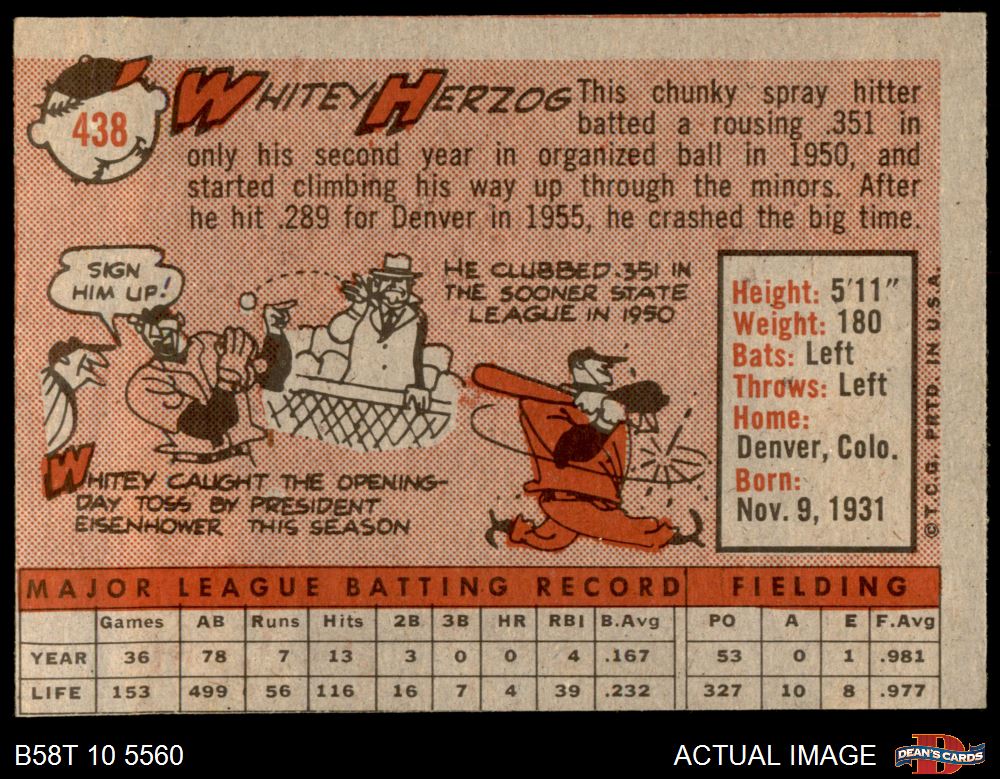 438
WHITEY HERZOG
This chunky spray hitter
batted a rousing .351 in
only his second year in organized ball in 1950, and
started climbing his way up through the minors. After
he hit .289 for Denver in 1955, he crashed the big time.
SIGN
HIM UP!
HE CLUBBED .351 IN
THE SOONER STATE
LEAGUE IN 1950
WHITEY CAUGHT THE OPENING-
DAY TOSS BY PRESIDENT
EISENHOWER THIS SEASON
Height: 5'11"
Weight: 180
Bats: Left
Throws: Left
Home:
Denver, Colo.
Born:
Nov. 9, 1931
© T.C.G. PRTD. IN U.S.A.
MAJOR LEAGUE BATTING RECORD FIELDING
Games AB Runs Hits 2B 3B HR RBI B.Avg PO A E F.Avg
YEAR 36 78 7 13 3 0 0 4 .167 53 0 1 .981
LIFE 153 499 56 116 16 7 4 39 .232 327 10 8 .977
B58T 10 5560 ACTUAL IMAGE
DEAN'S CARDS